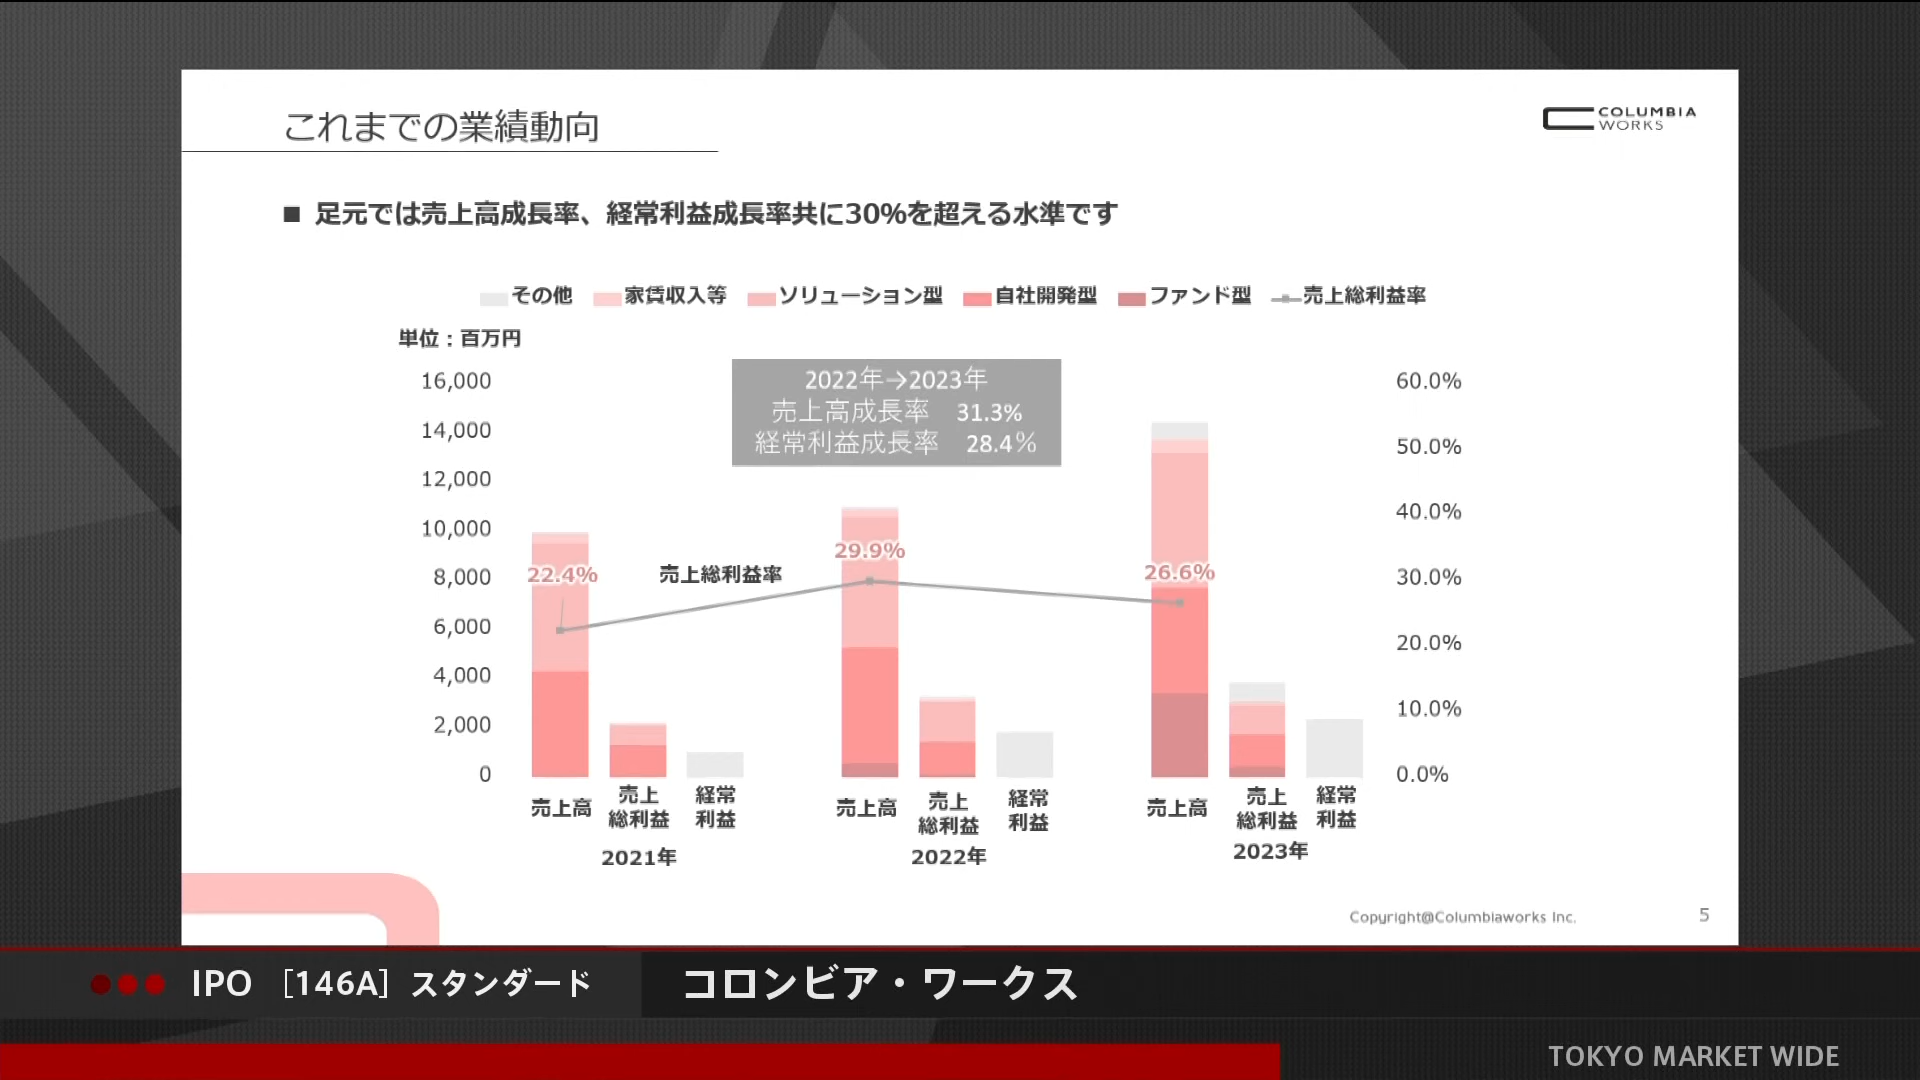 これまでの業績動向
COLUMBIA
WORKS
■ 足元では売上高成長率、経常利益成長率共に30%を超える水準です
その他 家賃収入等 ソリューション型 自社開発型 ファンド型 売上総利益率
単位：百万円
16,000
14,000
12,000
10,000
8,000
6,000
4,000
2,000
0
2022年→2023年
売上高成長率 31.3%
経常利益成長率 28.4%
60.0%
50.0%
40.0%
30.0%
20.0%
10.0%
0.0%
22.4%
売上総利益率
29.9%
26.6%
売上高
売上
総利益
経常
利益
2021年
売上高
売上
総利益
経常
利益
2022年
売上高
売上
総利益
経常
利益
2023年
Copyright@Columbiaworks Inc.
5
IPO [146A] スタンダード
コロンビア・ワークス
TOKYO MARKET WIDE